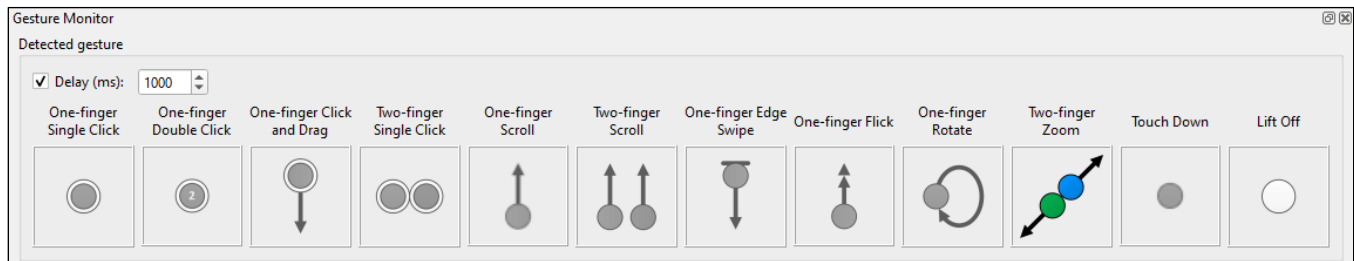 Gesture Monitor
Detected gesture
Delay (ms): 1000
One-finger
Single Click
One-finger
Double Click
One-finger Click
and Drag
Two-finger
Single Click
One-finger
Scroll
Two-finger
Scroll
One-finger Edge
Swipe
One-finger Flick
One-finger
Rotate
Two-finger
Zoom
Touch Down
Lift Off
2